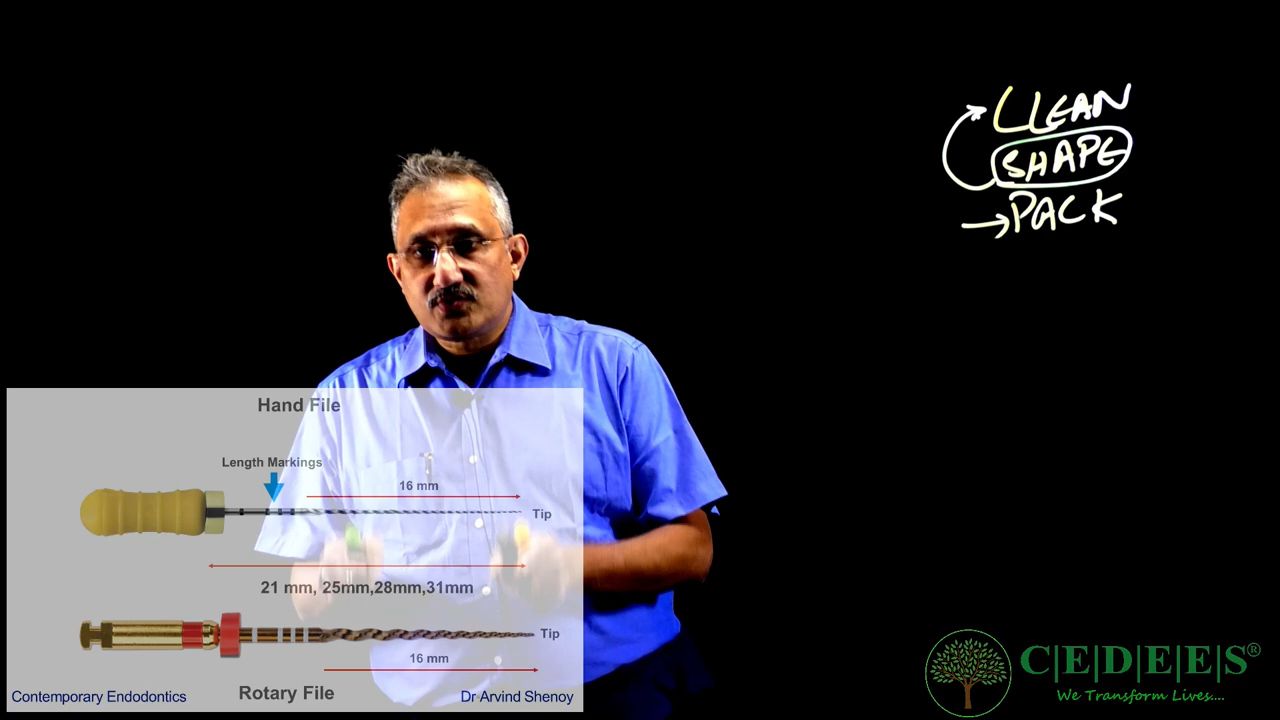 CLEAN
SHAPE
PACK
Hand File
Length Markings
16 mm
Tip
21 mm, 25mm,28mm,31mm
Tip
16 mm
Contemporary Endodontics
Rotary File
Dr Arvind Shenoy
C|E|D|E|E|S®
We Transform Lives....